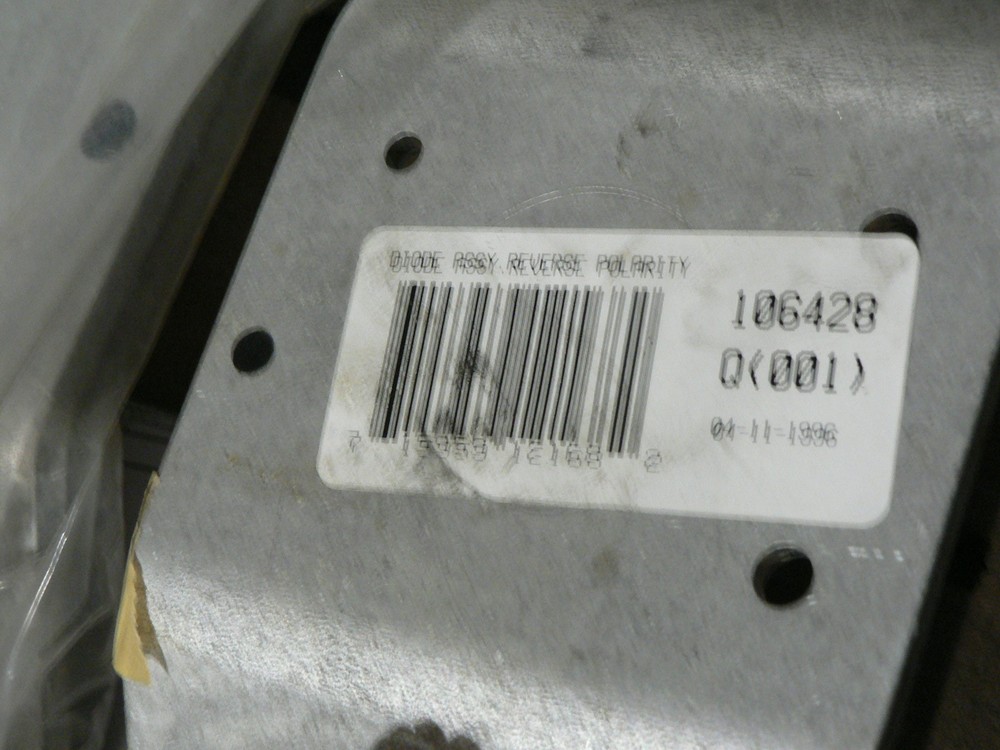 DIODE ASSY REVERSE POLARITY
106428
Q(001)
04-11-1996